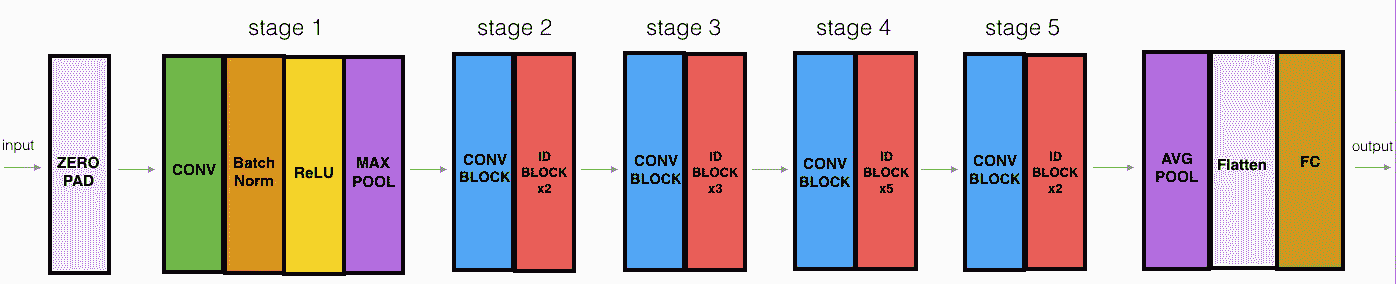 stage 1
stage 2
stage 3
stage 4
stage 5
input
ZERO
PAD
CONV
Batch
Norm
ReLU
MAX
POOL
CONV
BLOCK
ID
BLOCK
x2
CONV
BLOCK
ID
BLOCK
x3
CONV
BLOCK
ID
BLOCK
x5
CONV
BLOCK
ID
BLOCK
x2
AVG
POOL
Flatten
FC
output